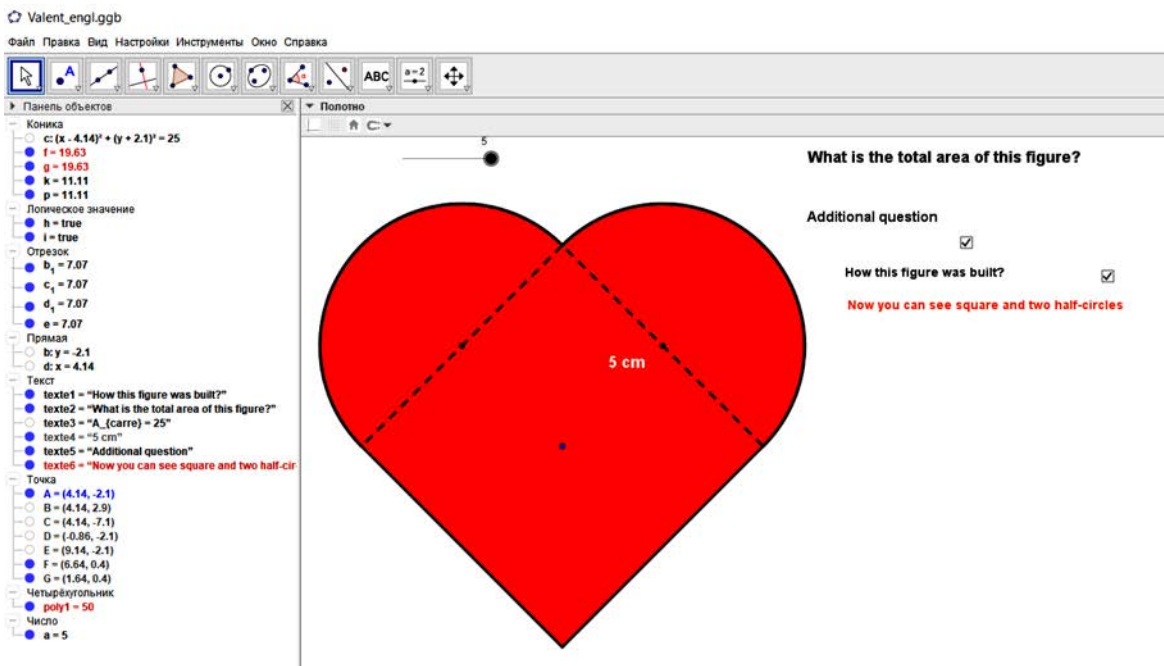 Valent_engl.ggb
Файл Правка Вид Настройки Инструменты Окно Справка
A
α
ABC
a=2
Панель объектов
Полотно
Коника
c: (x - 4.14)² + (y + 2.1)² = 25
f = 19.63
g = 19.63
k = 11.11
p = 11.11
Логическое значение
h = true
i = true
Отрезок
b₁ = 7.07
c₁ = 7.07
d₁ = 7.07
e = 7.07
Прямая
b: y = -2.1
d: x = 4.14
Текст
texte1 = "How this figure was built?"
texte2 = "What is the total area of this figure?"
texte3 = "A_{carre} = 25"
texte4 = "5 cm"
texte5 = "Additional question"
texte6 = "Now you can see square and two half-cir
Точка
A = (4.14, -2.1)
B = (4.14, 2.9)
C = (4.14, -7.1)
D = (-0.86, -2.1)
E = (9.14, -2.1)
F = (6.64, 0.4)
G = (1.64, 0.4)
Четырёхугольник
poly1 = 50
Число
a = 5
5
What is the total area of this figure?
Additional question
How this figure was built?
Now you can see square and two half-circles
5 cm